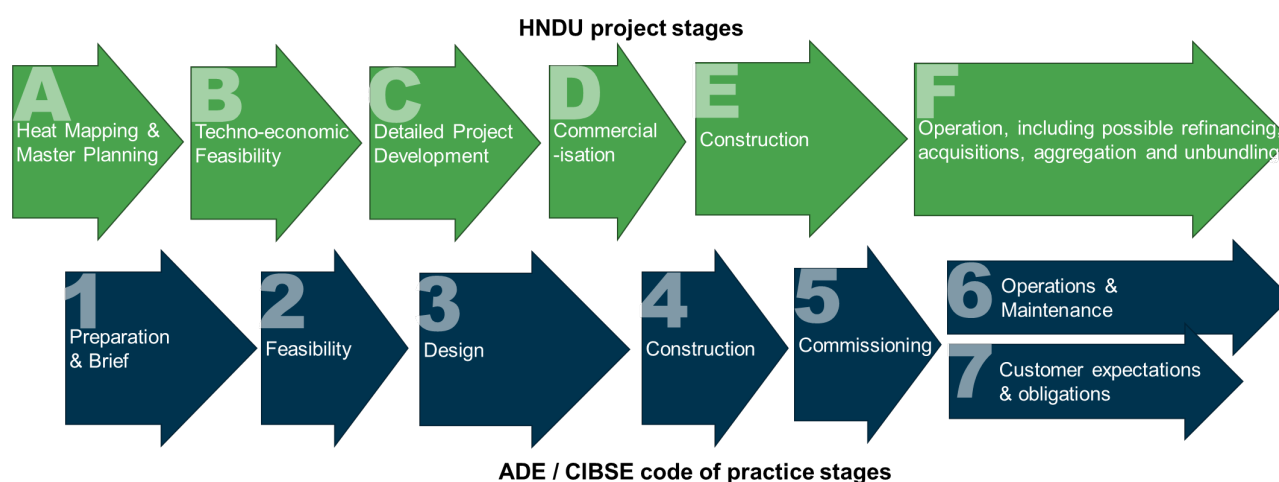 HNDU project stages
A
Heat Mapping &
Master Planning
B
Techno-economic
Feasibility
C
Detailed Project
Development
D
Commercial
-isation
E
Construction
F
Operation, including possible refinancing,
acquisitions, aggregation and unbundling
1
Preparation
& Brief
2
Feasibility
3
Design
4
Construction
5
Commissioning
6
Operations &
Maintenance
7
Customer expectations
& obligations
ADE / CIBSE code of practice stages